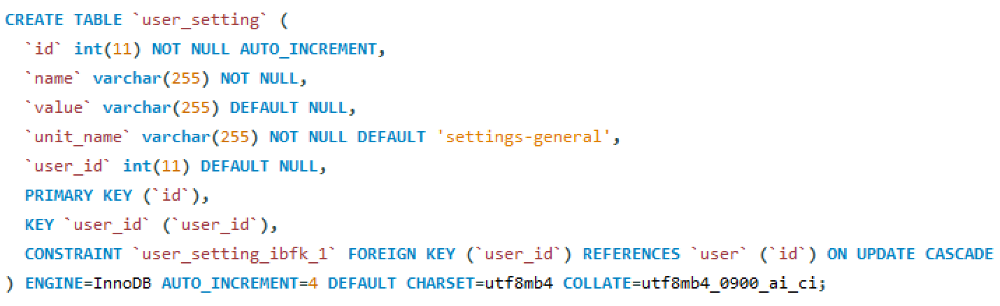 CREATE TABLE `user_setting` (
  `id` int(11) NOT NULL AUTO_INCREMENT,
  `name` varchar(255) NOT NULL,
  `value` varchar(255) DEFAULT NULL,
  `unit_name` varchar(255) NOT NULL DEFAULT 'settings-general',
  `user_id` int(11) DEFAULT NULL,
  PRIMARY KEY (`id`),
  KEY `user_id` (`user_id`),
  CONSTRAINT `user_setting_ibfk_1` FOREIGN KEY (`user_id`) REFERENCES `user` (`id`) ON UPDATE CASCADE
) ENGINE=InnoDB AUTO_INCREMENT=4 DEFAULT CHARSET=utf8mb4 COLLATE=utf8mb4_0900_ai_ci;